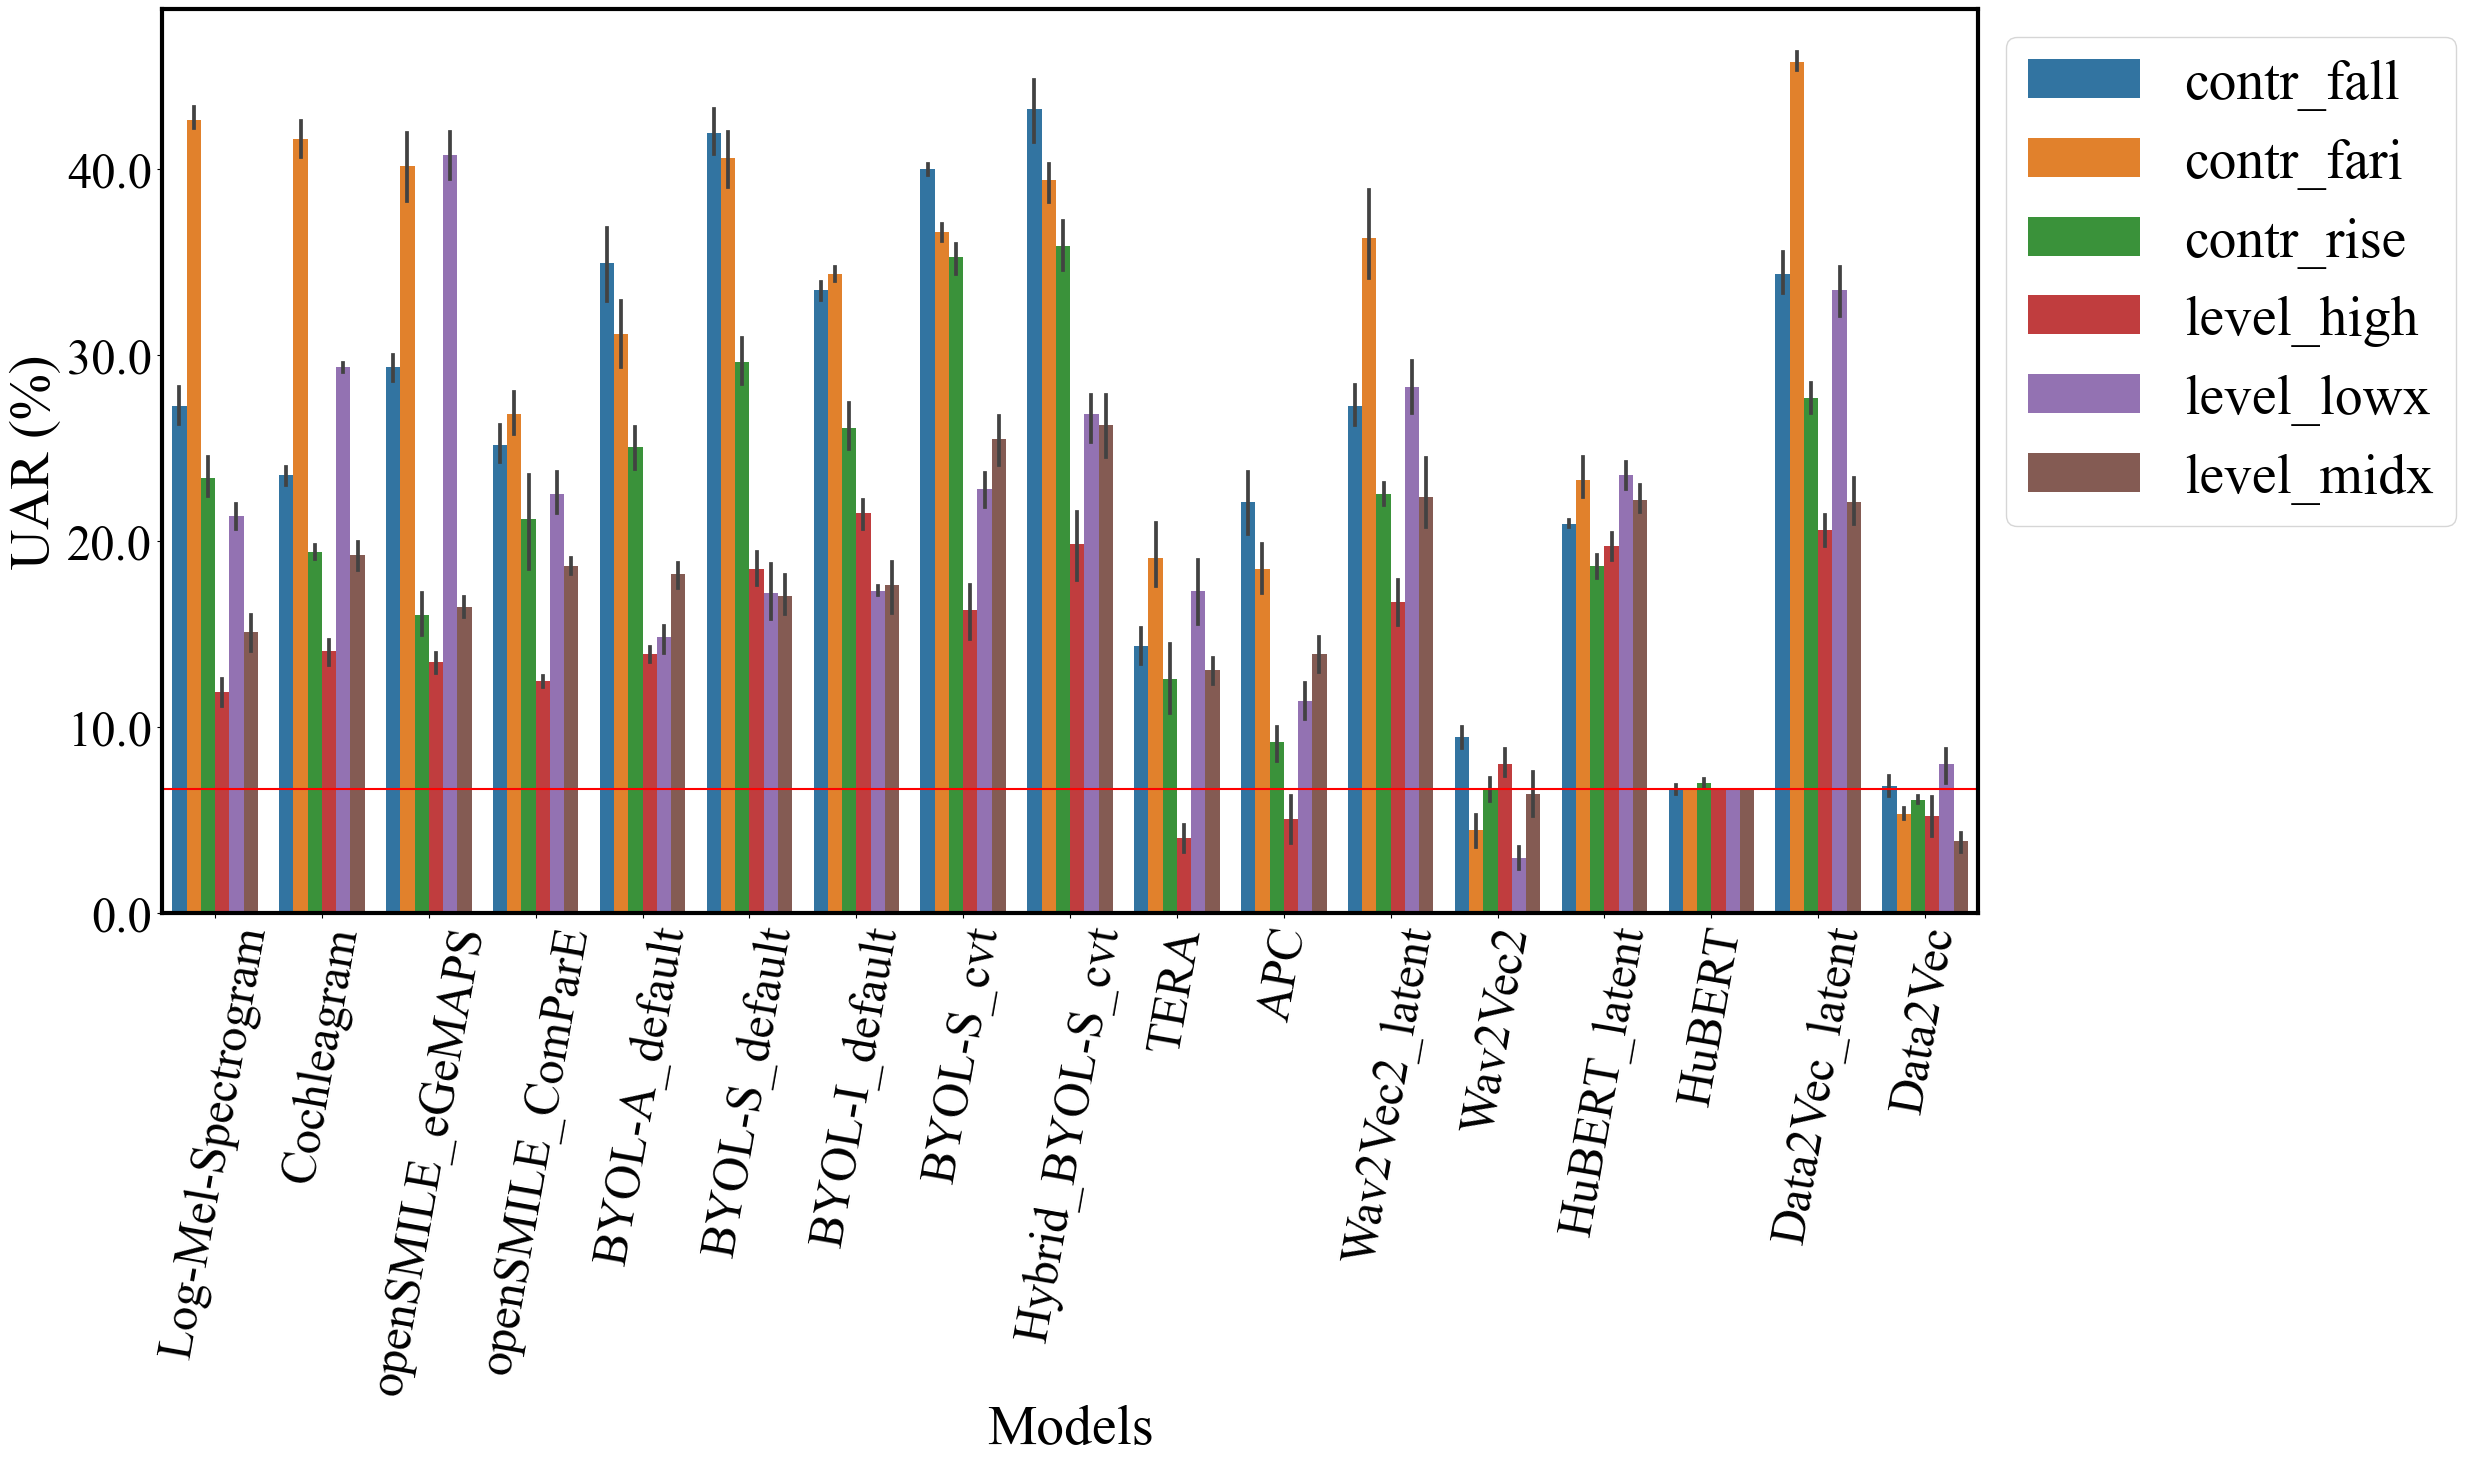 UAR (%)
40.0
30.0
20.0
10.0
0.0
Log-Mel-Spectrogram
Cochleagram
openSMILE_eGeMAPS
openSMILE_ComParE
BYOL-A_default
BYOL-S_default
BYOL-I_default
BYOL-S_cvt
Hybrid_BYOL-S_cvt
TERA
APC
Wav2Vec2_latent
Wav2Vec2
HuBERT_latent
HuBERT
Data2Vec_latent
Data2Vec
Models
contr_fall
contr_fari
contr_rise
level_high
level_lowx
level_midx